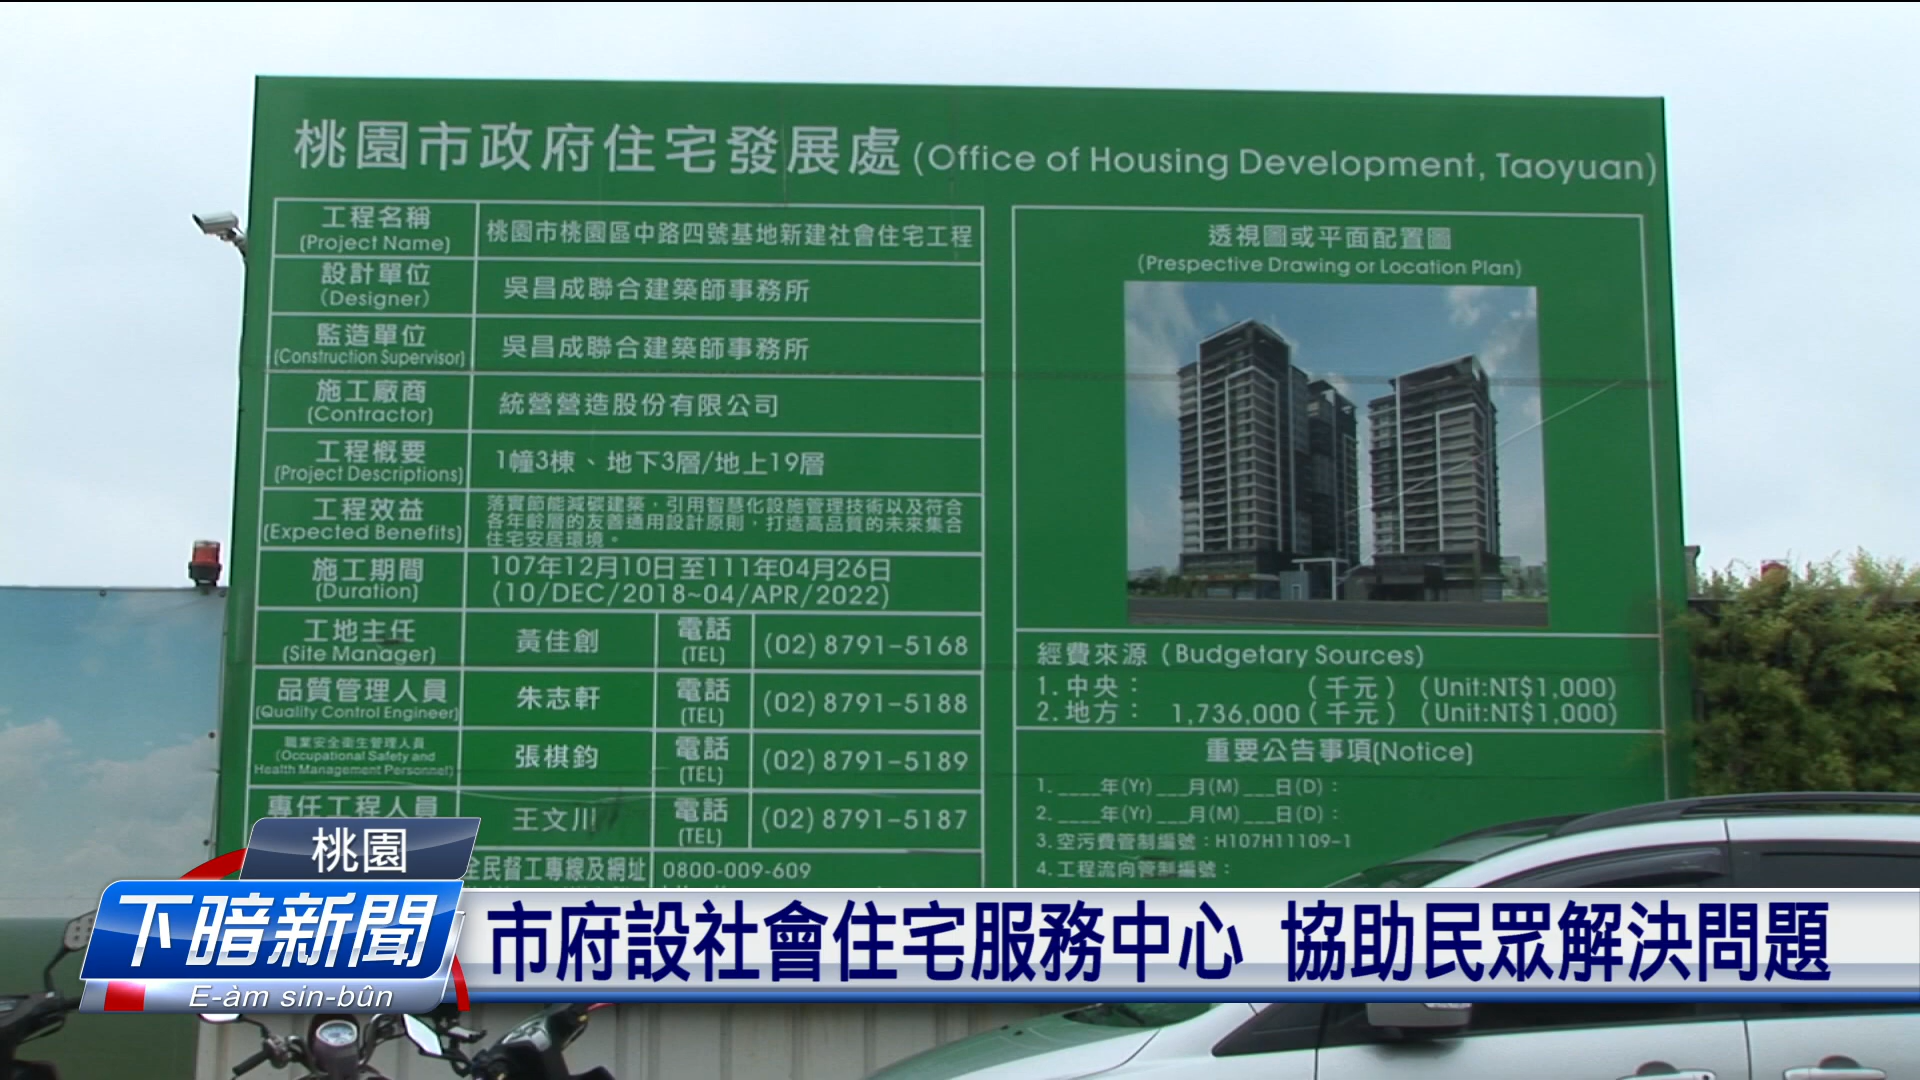 桃園市政府住宅發展處(Office of Housing Development, Taoyuan)
工程名稱
(Project Name)
桃園市桃園區中路四號基地新建社會住宅工程
設計單位
(Designer)
吳昌成聯合建築師事務所
監造單位
(Construction Supervisor)
吳昌成聯合建築師事務所
施工廠商
(Contractor)
統營營造股份有限公司
工程概要
(Project Descriptions)
1幢3棟、地下3層/地上19層
工程效益
(Expected Benefits)
落實節能減碳建築，引用智慧化設施管理技術以及符合
各年齡層的友善通用設計原則，打造高品質的未來集合
住宅安居環境。
施工期間
(Duration)
107年12月10日至111年04月26日
(10/DEC/2018~04/APR/2022)
工地主任
(Site Manager)
黃佳創
電話
(TEL)
(02)8791-5168
品質管理人員
(Quality Control Engineer)
朱志軒
電話
(TEL)
(02)8791-5188
職業安全衛生管理人員
(Occupational Safety and
Health Management Personnel)
張棋鈞
電話
(TEL)
(02)8791-5189
專任工程人員
王文川
電話
(TEL)
(02)8791-5187
全民督工專線及網址
0800-009-609
透視圖或平面配置圖
(Prespective Drawing or Location Plan)
經費來源(Budgetary Sources)
1.中央： (千元) (Unit:NT$1,000)
2.地方： 1,736,000(千元) (Unit:NT$1,000)
重要公告事項(Notice)
1.____年(Yr)___月(M)___日(D)：
2.____年(Yr)___月(M)___日(D)：
3.空污費管制編號：H107H11109-1
4.工程流向管制編號：
桃園
下暗新聞
E-àm sin-bûn
市府設社會住宅服務中心 協助民眾解決問題